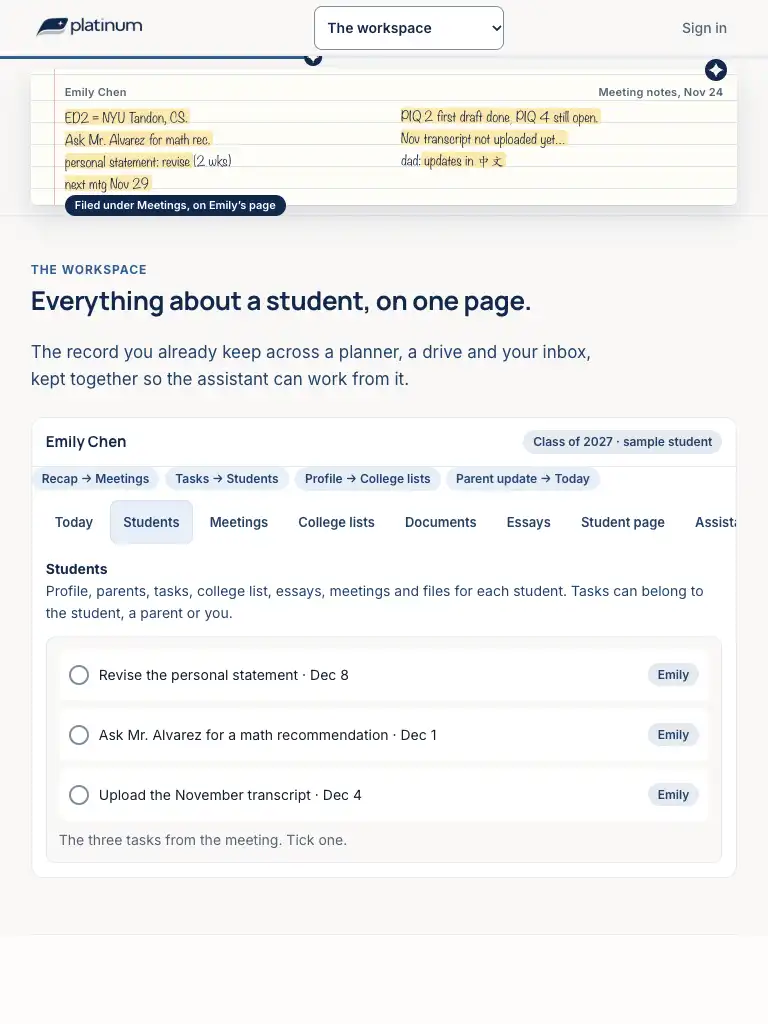 platinum
The workspace
Sign in
Emily Chen
Meeting notes, Nov 24
ED2 = NYU Tandon, CS.
Ask Mr. Alvarez for math rec.
personal statement: revise (2 wks)
next mtg Nov 29
PIQ 2 first draft done, PIQ 4 still open.
Nov transcript not uploaded yet...
dad: updates in 中文
Filed under Meetings, on Emily's page
THE WORKSPACE
Everything about a student, on one page.
The record you already keep across a planner, a drive and your inbox,
kept together so the assistant can work from it.
Emily Chen
Class of 2027 · sample student
Recap → Meetings
Tasks → Students
Profile → College lists
Parent update → Today
Today
Students
Meetings
College lists
Documents
Essays
Student page
Assista
Students
Profile, parents, tasks, college list, essays, meetings and files for each student. Tasks can belong to
the student, a parent or you.
Revise the personal statement · Dec 8
Emily
Ask Mr. Alvarez for a math recommendation · Dec 1
Emily
Upload the November transcript · Dec 4
Emily
The three tasks from the meeting. Tick one.